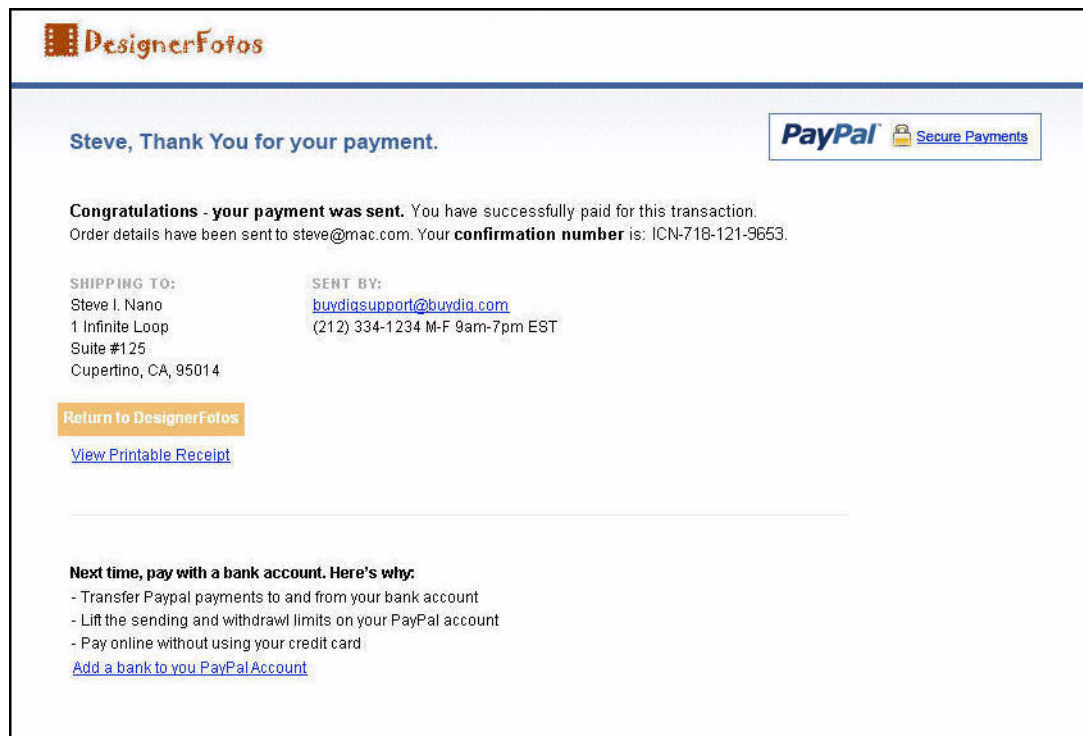 DesignerFotos
Steve, Thank You for your payment.
PayPal Secure Payments
Congratulations - your payment was sent. You have successfully paid for this transaction.
Order details have been sent to steve@mac.com. Your confirmation number is: ICN-718-121-9653.
SHIPPING TO:
Steve I. Nano
1 Infinite Loop
Suite #125
Cupertino, CA, 95014
SENT BY:
buydigsupport@buydig.com
(212) 334-1234 M-F 9am-7pm EST
Return to DesignerFotos
View Printable Receipt
Next time, pay with a bank account. Here's why:
- Transfer Paypal payments to and from your bank account
- Lift the sending and withdrawl limits on your PayPal account
- Pay online without using your credit card
Add a bank to you PayPal Account